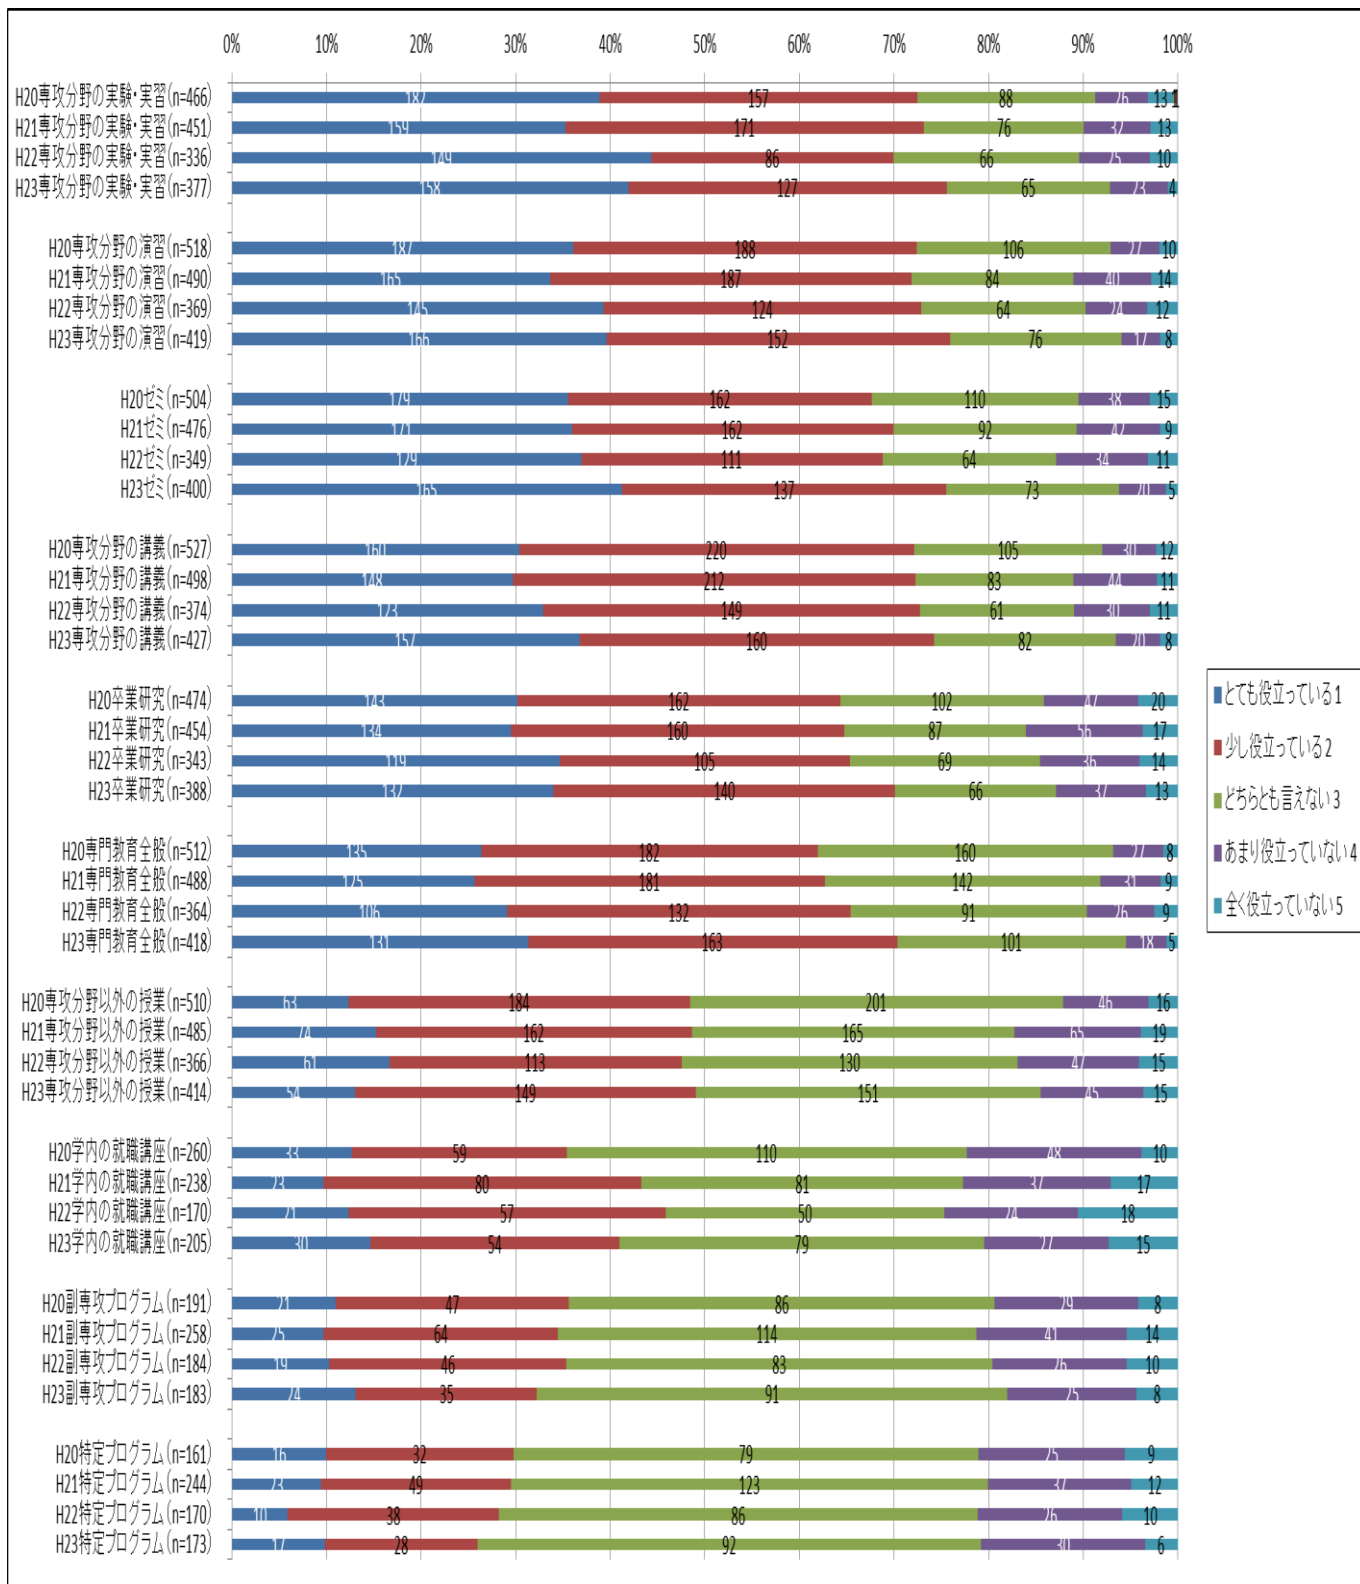 0% 10% 20% 30% 40% 50% 60% 70% 80% 90% 100%
H20専攻分野の実験・実習(n=466) 182 157 88 26 13 1
H21専攻分野の実験・実習(n=451) 159 171 76 32 13
H22専攻分野の実験・実習(n=336) 149 86 66 25 10
H23専攻分野の実験・実習(n=377) 158 127 65 23 4
H20専攻分野の演習(n=518) 187 188 106 27 10
H21専攻分野の演習(n=490) 165 187 84 40 14
H22専攻分野の演習(n=369) 145 124 64 24 12
H23専攻分野の演習(n=419) 166 152 76 17 8
H20ゼミ(n=504) 179 162 110 38 15
H21ゼミ(n=476) 171 162 92 42 9
H22ゼミ(n=349) 129 111 64 34 11
H23ゼミ(n=400) 165 137 73 20 5
H20専攻分野の講義(n=527) 160 220 105 30 12
H21専攻分野の講義(n=498) 148 212 83 44 11
H22専攻分野の講義(n=374) 123 149 61 30 11
H23専攻分野の講義(n=427) 157 160 82 20 8
H20卒業研究(n=474) 143 162 102 47 20
H21卒業研究(n=454) 134 160 87 56 17
H22卒業研究(n=343) 119 105 69 36 14
H23卒業研究(n=388) 132 140 66 37 13
H20専門教育全般(n=512) 135 182 160 27 8
H21専門教育全般(n=488) 125 181 142 31 9
H22専門教育全般(n=364) 106 132 91 26 9
H23専門教育全般(n=418) 131 163 101 18 5
H20専攻分野以外の授業(n=510) 63 184 201 46 16
H21専攻分野以外の授業(n=485) 74 162 165 65 19
H22専攻分野以外の授業(n=366) 61 113 130 47 15
H23専攻分野以外の授業(n=414) 54 149 151 45 15
H20学内の就職講座(n=260) 33 59 110 48 10
H21学内の就職講座(n=238) 23 80 81 37 17
H22学内の就職講座(n=170) 21 57 50 24 18
H23学内の就職講座(n=205) 30 54 79 27 15
H20副専攻プログラム(n=191) 21 47 86 29 8
H21副専攻プログラム(n=258) 25 64 114 41 14
H22副専攻プログラム(n=184) 19 46 83 26 10
H23副専攻プログラム(n=183) 24 35 91 25 8
H20特定プログラム(n=161) 16 32 79 25 9
H21特定プログラム(n=244) 23 49 123 37 12
H22特定プログラム(n=170) 10 38 86 26 10
H23特定プログラム(n=173) 17 28 92 30 6
とても役立っている1
少し役立っている2
どちらとも言えない3
あまり役立っていない4
全く役立っていない5